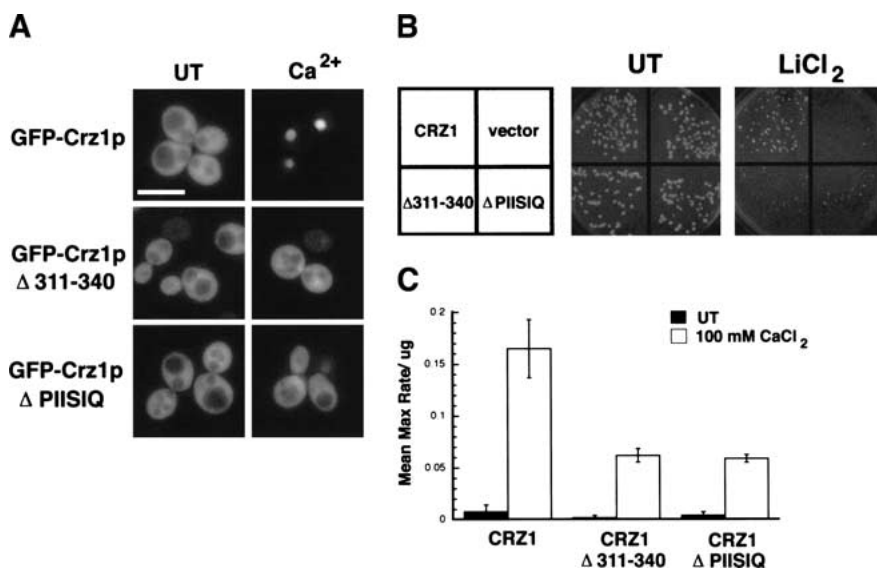 A
UT
Ca2+
GFP-Crz1p
GFP-Crz1p
Δ 311-340
GFP-Crz1p
Δ PIISIQ
B
UT
LiCl2
CRZ1
vector
Δ311-340
Δ PIISIQ
C
UT
100 mM CaCl2
Mean Max Rate/ ug
0 2
0.15
0.1
0 05
0
CRZ1
CRZ1
Δ 311-340
CRZ1
Δ PIISIQ